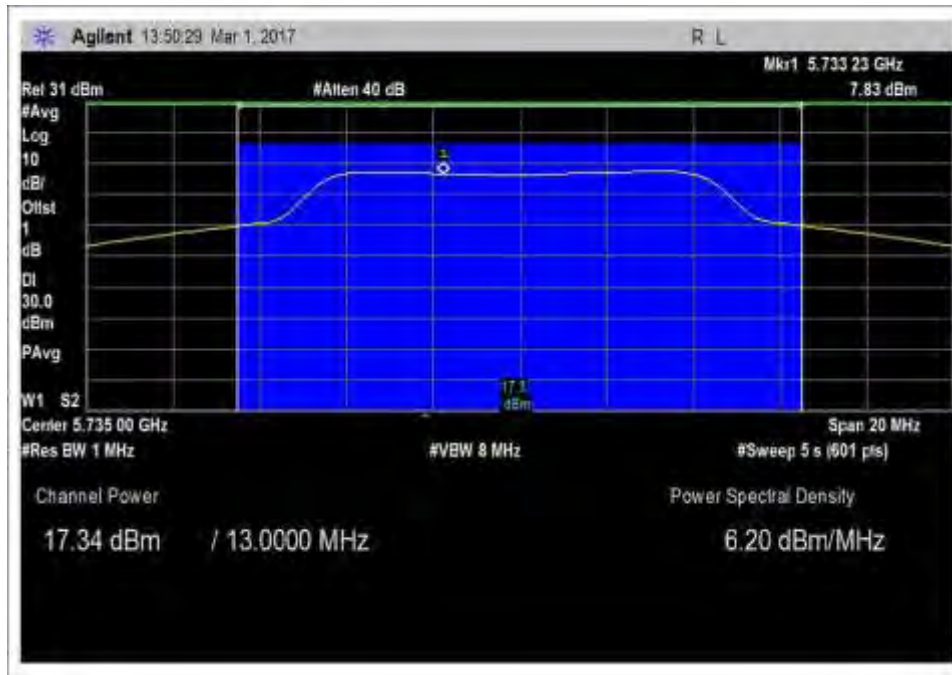 Agilent 13:50:29 Mar 1, 2017 R L
Mkr1 5.733 23 GHz
Ref 31 dBm #Atten 40 dB 7.83 dBm
#Avg
Log
10
dB/
Offst
1
dB
DI
30.0
dBm
PAvg
W1 S2
1
17.3
dBm
Center 5.735 00 GHz Span 20 MHz
#Res BW 1 MHz #VBW 8 MHz #Sweep 5 s (601 pts)
Channel Power Power Spectral Density
17.34 dBm / 13.0000 MHz 6.20 dBm/MHz